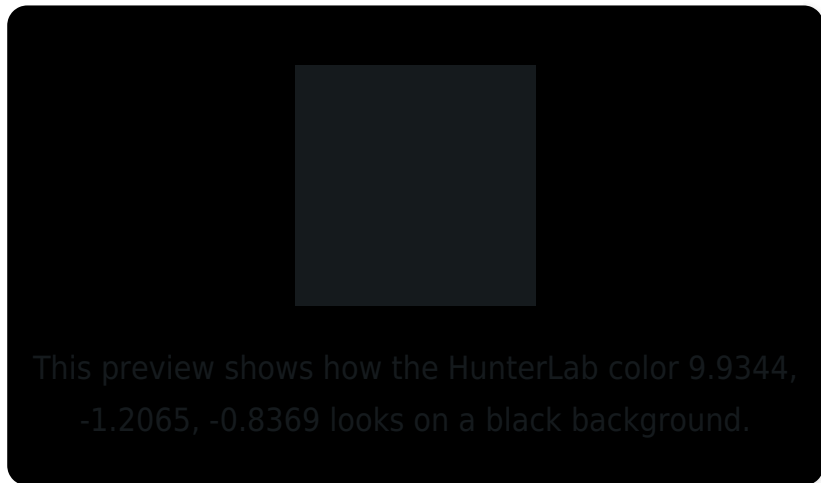 This preview shows how the HunterLab color 9.9344,
-1.2065, -0.8369 looks on a black background.